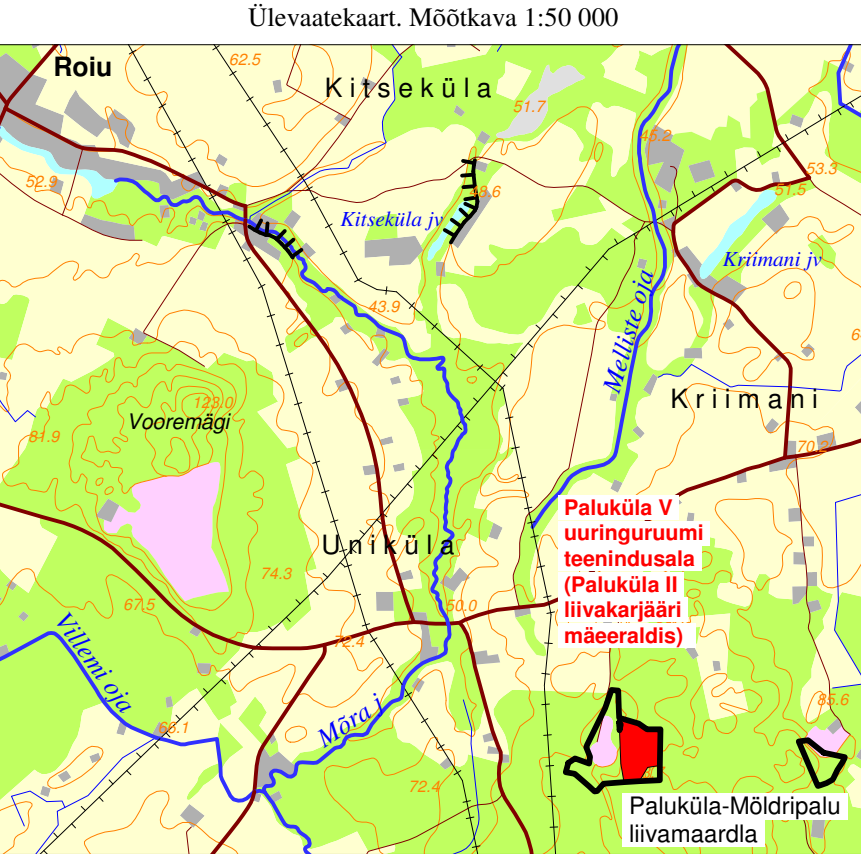 Ülevaatekaart. Mõõtkava 1:50 000
Roiu
62.5
Kitseküla
51.7
45.2
53.3
52.9
48.6
51.5
Kitseküla jv
Kriimani jv
43.9
Melliste oja
Kriimani
123.0
Vooremägi
81.9
70.2
Paluküla V
uuringuruumi
teenindusala
(Paluküla II
liivakarjääri
mäeeraldis)
Uniküla
74.3
67.5
50.0
72.4
Villemi oja
65.1
Mõra j
85.6
72.4
Paluküla-Möldripalu
liivamaardla